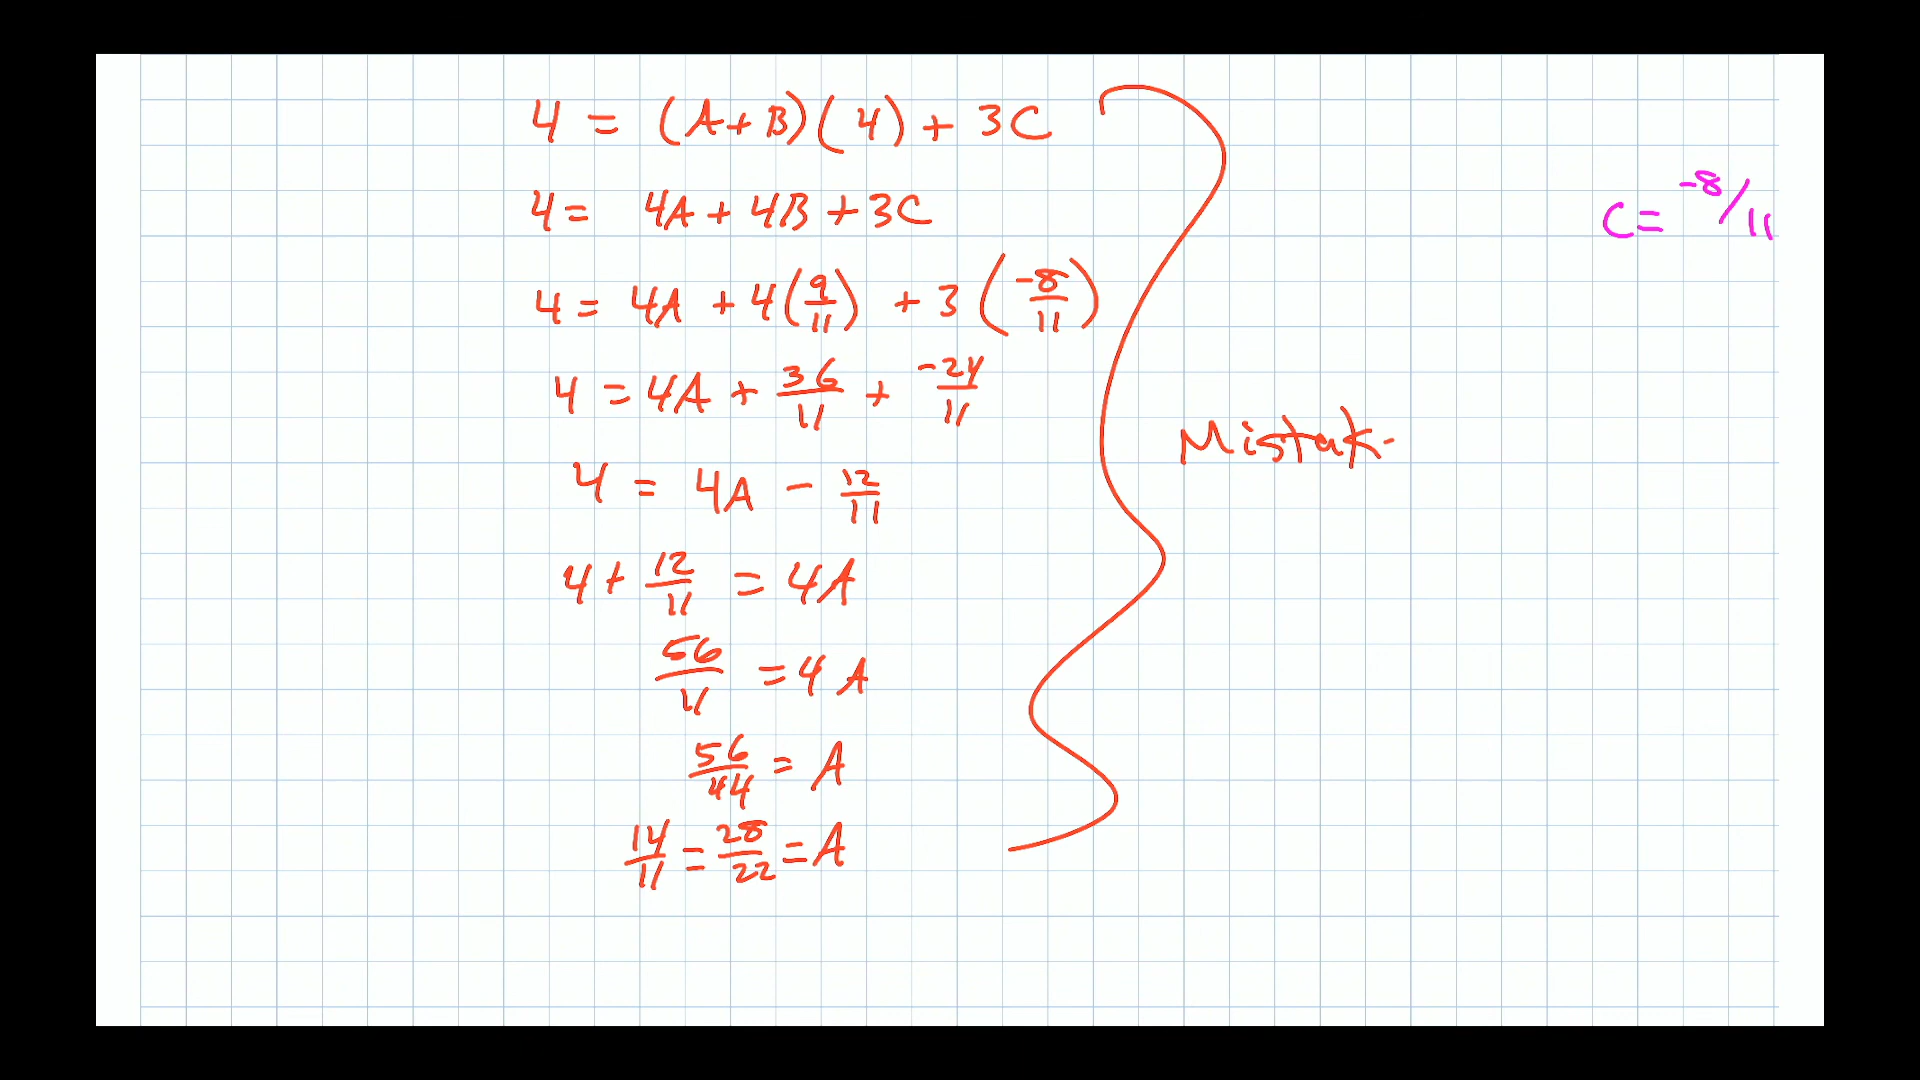 4 = (A+B)(4) + 3C
4 = 4A + 4B + 3C
4 = 4A + 4(9/11) + 3(-8/11)
4 = 4A + 36/11 + -24/11
4 = 4A - 12/11
4 + 12/11 = 4A
56/11 = 4A
56/44 = A
14/11 = 28/22 = A
Mistak-
C = -8/11